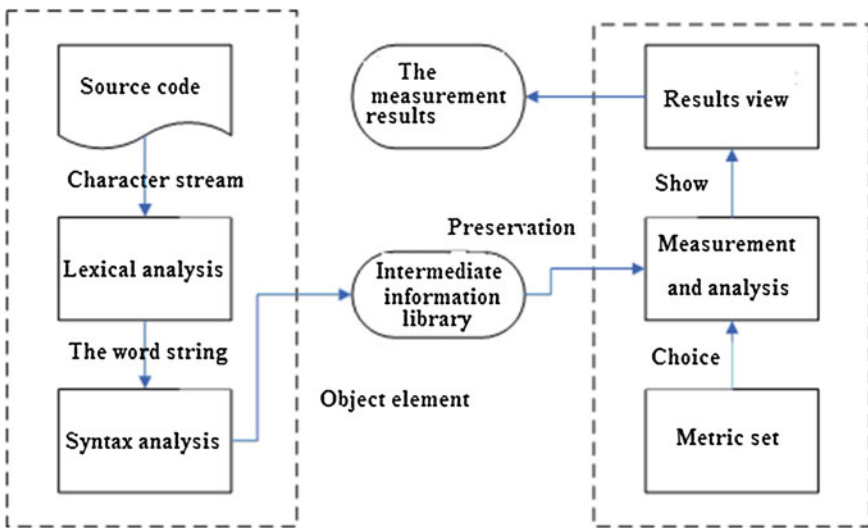 Source code
Character stream
Lexical analysis
The word string
Syntax analysis
Object element
The
measurement
results
Preservation
Intermediate
information
library
Results view
Show
Measurement
and analysis
Choice
Metric set